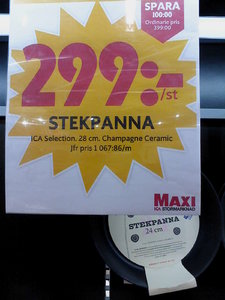 SPARA
100:00
Ordinarie pris
399:00
299:-
/st
STEKPANNA
ICA Selection. 28 cm. Champagne Ceramic
Jfr pris 1 067:86/m
MAXI
ICA STORMARKNAD
STEKPANNA
24 cm